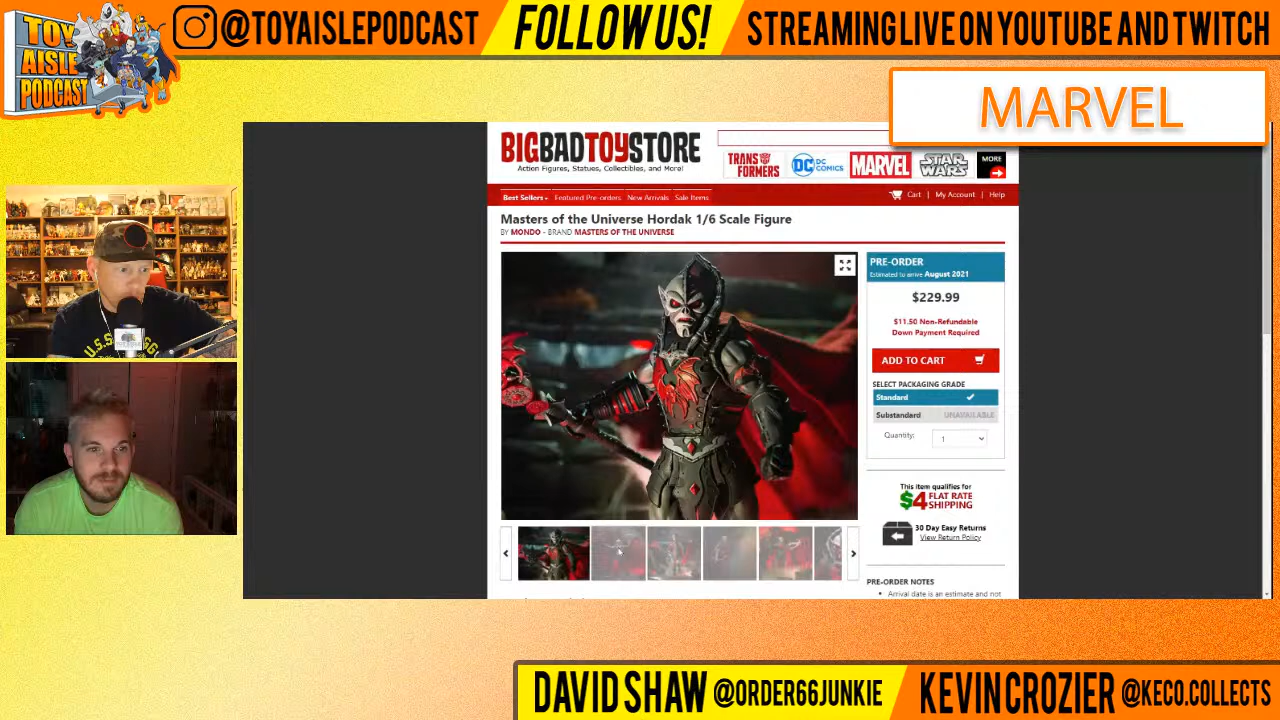 TOY
AISLE
PODCAST
@TOYAISLEPODCAST
FOLLOW US!
STREAMING LIVE ON YOUTUBE AND TWITCH
MARVEL
BIGBADTOYSTORE
Action Figures, Statues, Collectibles, and More!
TRANSFORMERS
DC COMICS
MARVEL
STAR WARS
MORE
Best Sellers
Featured Pre-orders
New Arrivals
Sale Items
Cart | My Account | Help
Masters of the Universe Hordak 1/6 Scale Figure
BY MONDO - BRAND MASTERS OF THE UNIVERSE
PRE-ORDER
Estimated to arrive August 2021
$229.99
$11.50 Non-Refundable
Down Payment Required
ADD TO CART
SELECT PACKAGING GRADE
Standard
Substandard UNAVAILABLE
Quantity: 1
This item qualifies for
$4 FLAT RATE
SHIPPING
30 Day Easy Returns
View Return Policy
PRE-ORDER NOTES
Arrival date is an estimate and not
DAVID SHAW @ORDER66JUNKIE
KEVIN CROZIER @KECO.COLLECTS